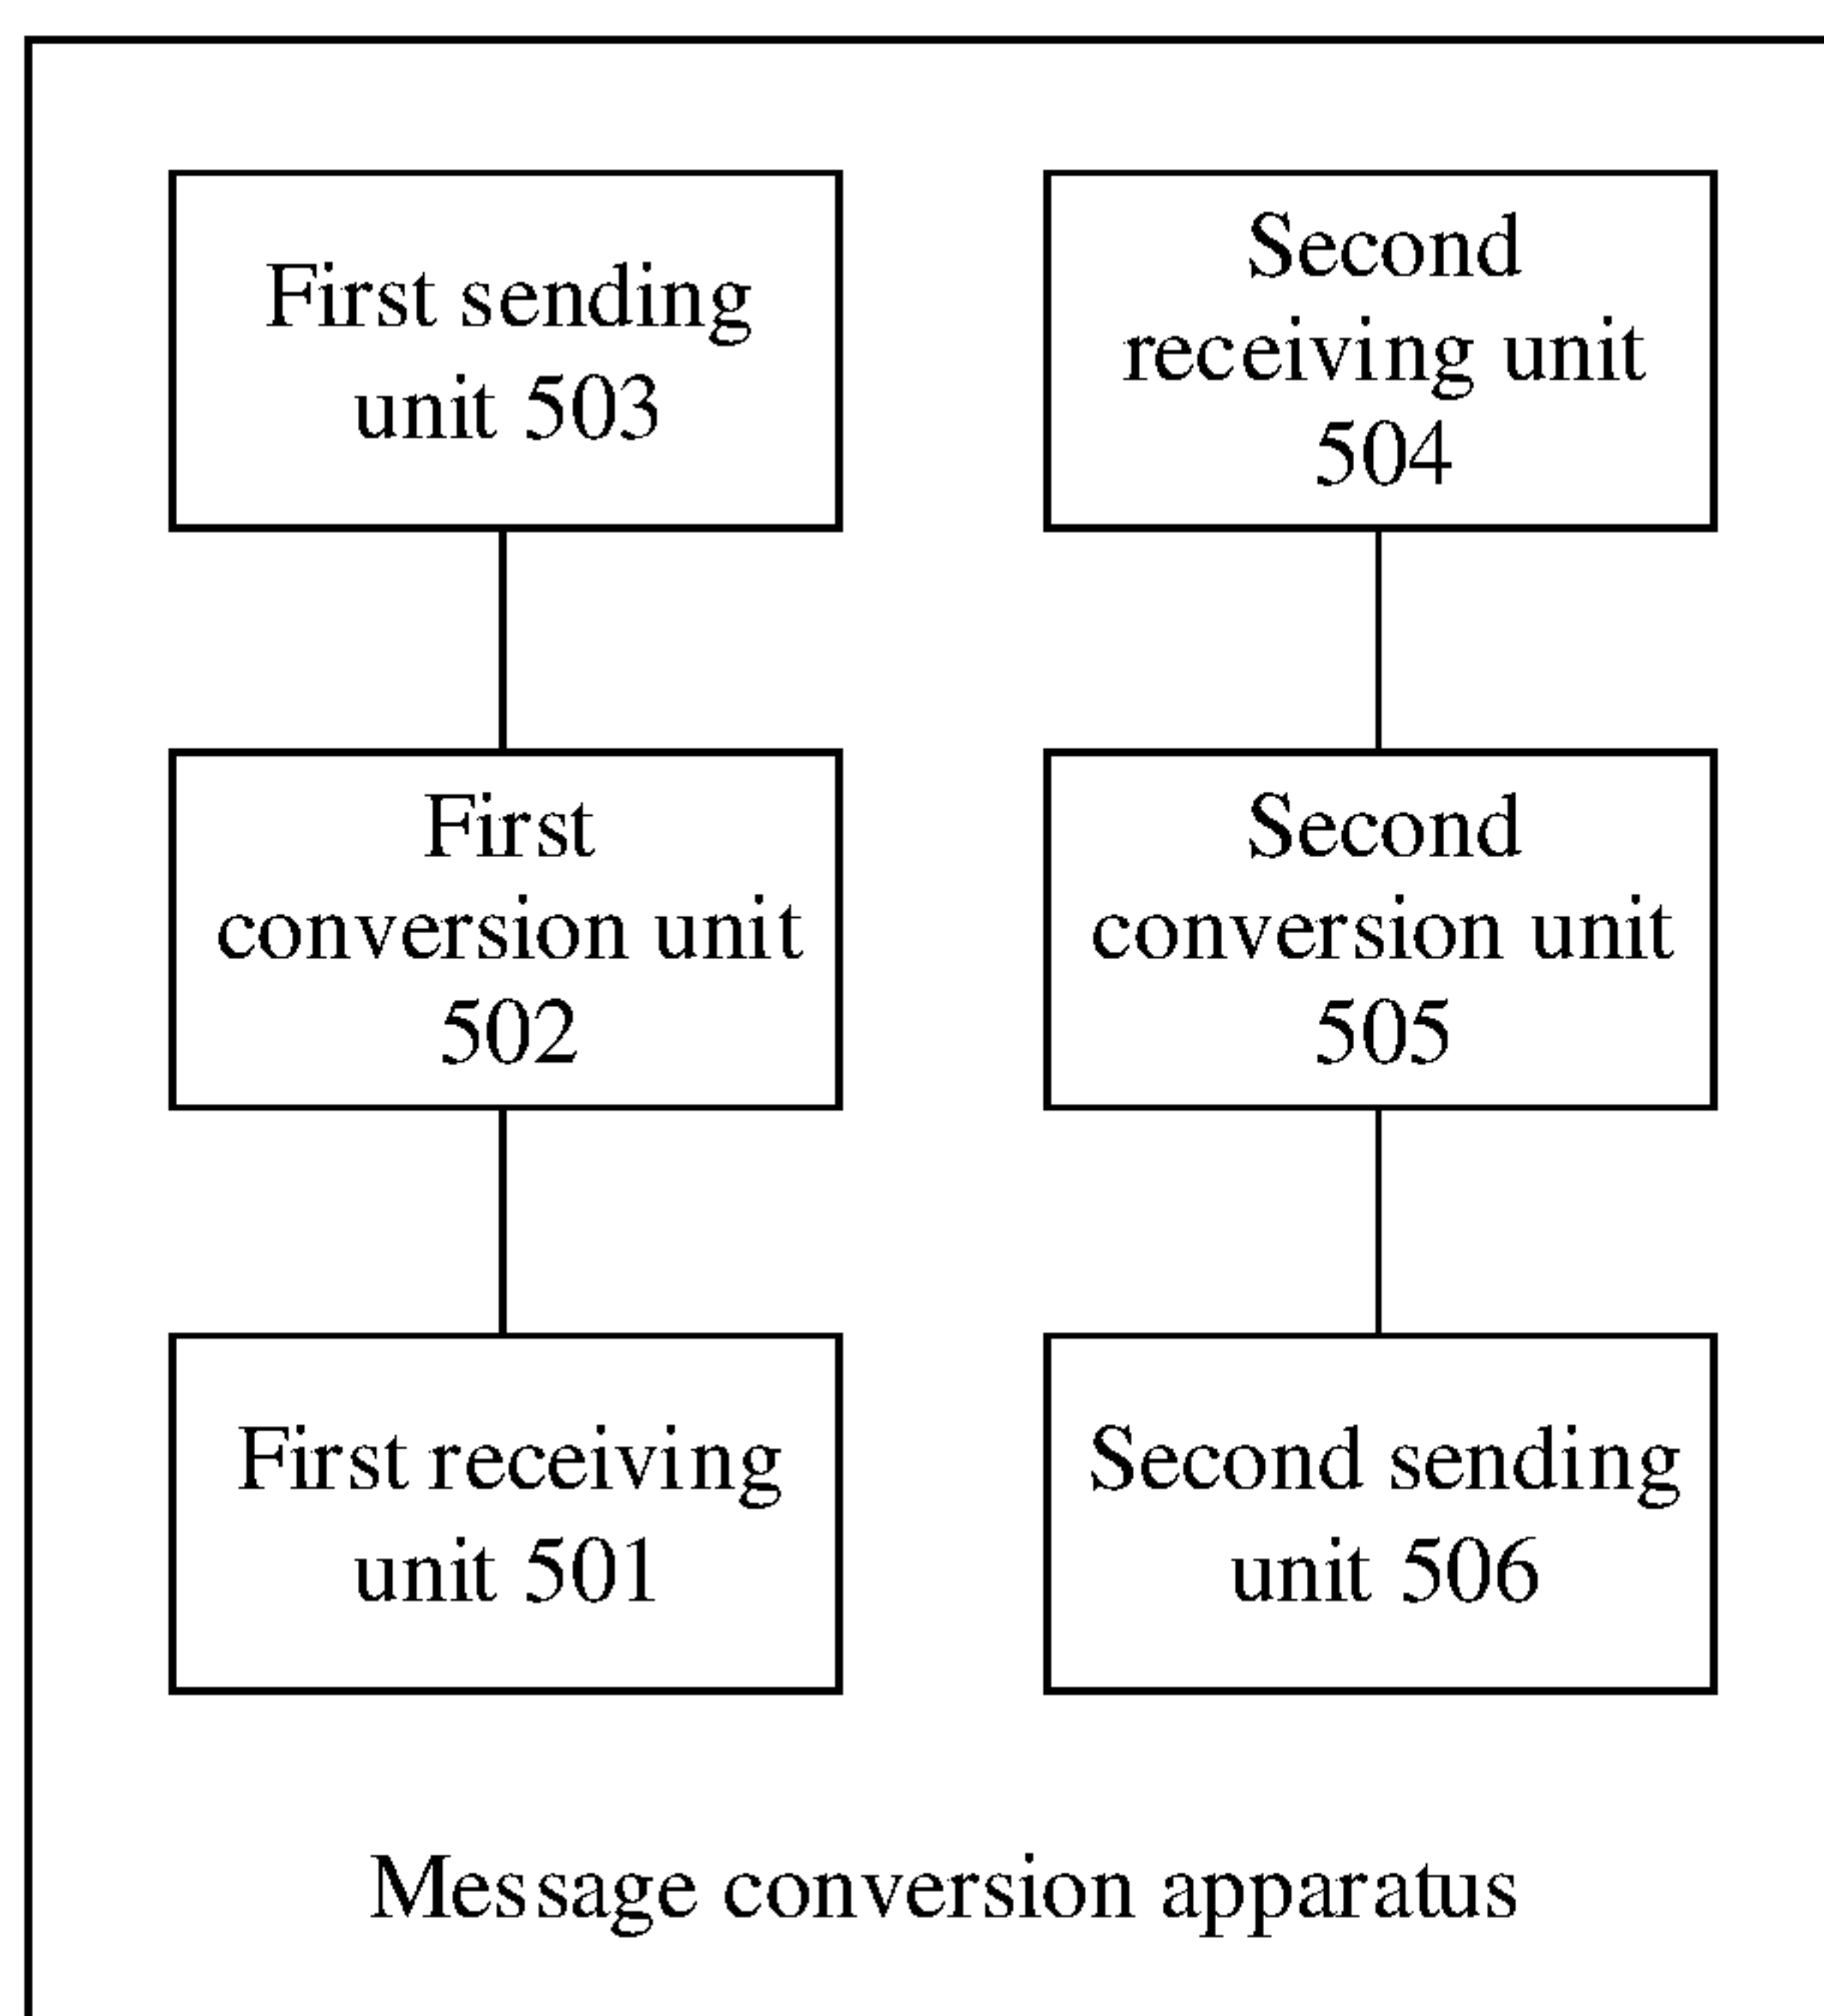 First sending
unit 503
Second
receiving unit
504
First
conversion unit
502
Second
conversion unit
505
First receiving
unit 501
Second sending
unit 506
Message conversion apparatus